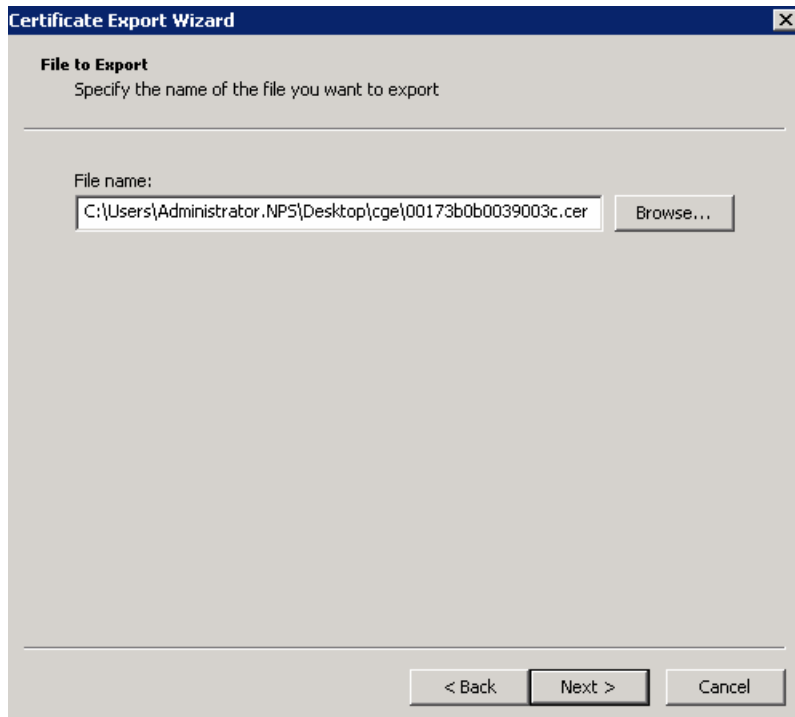 Certificate Export Wizard
File to Export
Specify the name of the file you want to export
File name:
C:\Users\Administrator.NPS\Desktop\cge\00173b0b0039003c.cer
Browse...
< Back
Next >
Cancel